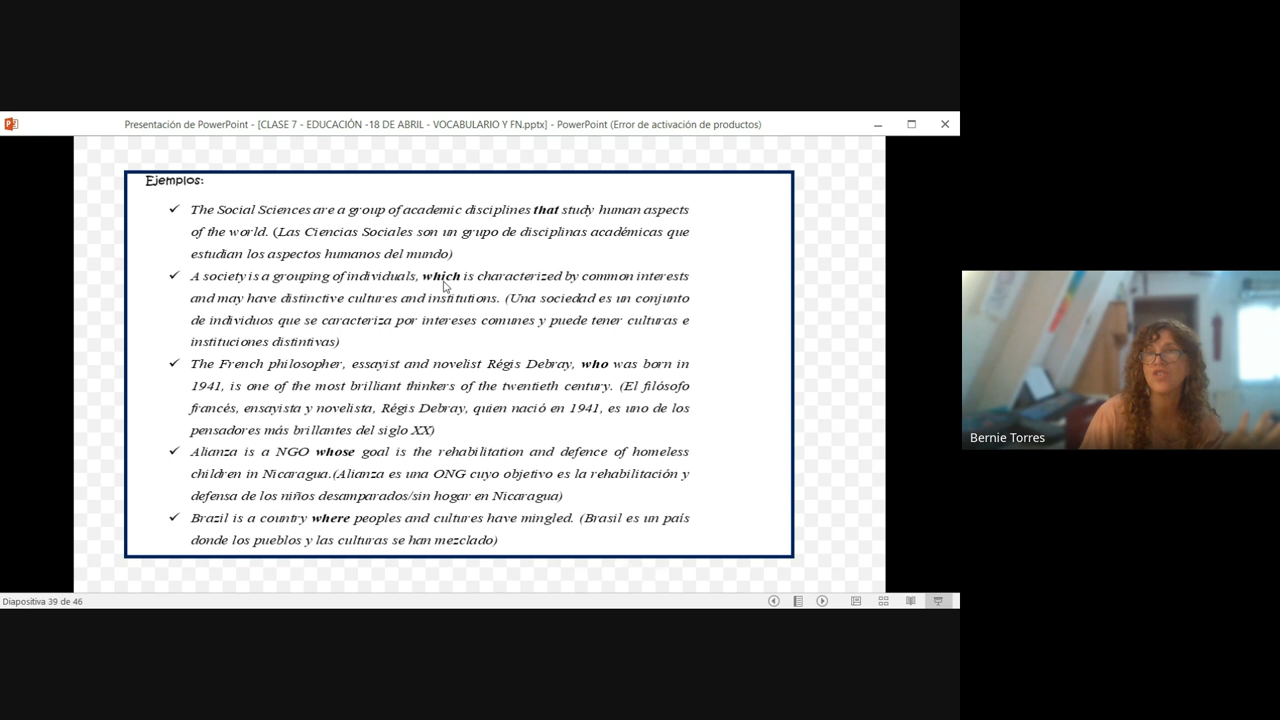 Presentación de PowerPoint - [CLASE 7 - EDUCACIÓN -18 DE ABRIL - VOCABULARIO Y FN.pptx] - PowerPoint (Error de activación de productos)
Ejemplos:
✓ The Social Sciences are a group of academic disciplines that study human aspects
of the world. (Las Ciencias Sociales son un grupo de disciplinas académicas que
estudian los aspectos humanos del mundo)
✓ A society is a grouping of individuals, which is characterized by common interests
and may have distinctive cultures and institutions. (Una sociedad es un conjunto
de individuos que se caracteriza por intereses comunes y puede tener culturas e
instituciones distintivas)
✓ The French philosopher, essayist and novelist Régis Debray, who was born in
1941, is one of the most brilliant thinkers of the twentieth century. (El filósofo
francés, ensayista y novelista, Régis Debray, quien nació en 1941, es uno de los
pensadores más brillantes del siglo XX)
✓ Alianza is a NGO whose goal is the rehabilitation and defence of homeless
children in Nicaragua.(Alianza es una ONG cuyo objetivo es la rehabilitación y
defensa de los niños desamparados/sin hogar en Nicaragua)
✓ Brazil is a country where peoples and cultures have mingled. (Brasil es un país
donde los pueblos y las culturas se han mezclado)
Diapositiva 39 de 46
Bernie Torres